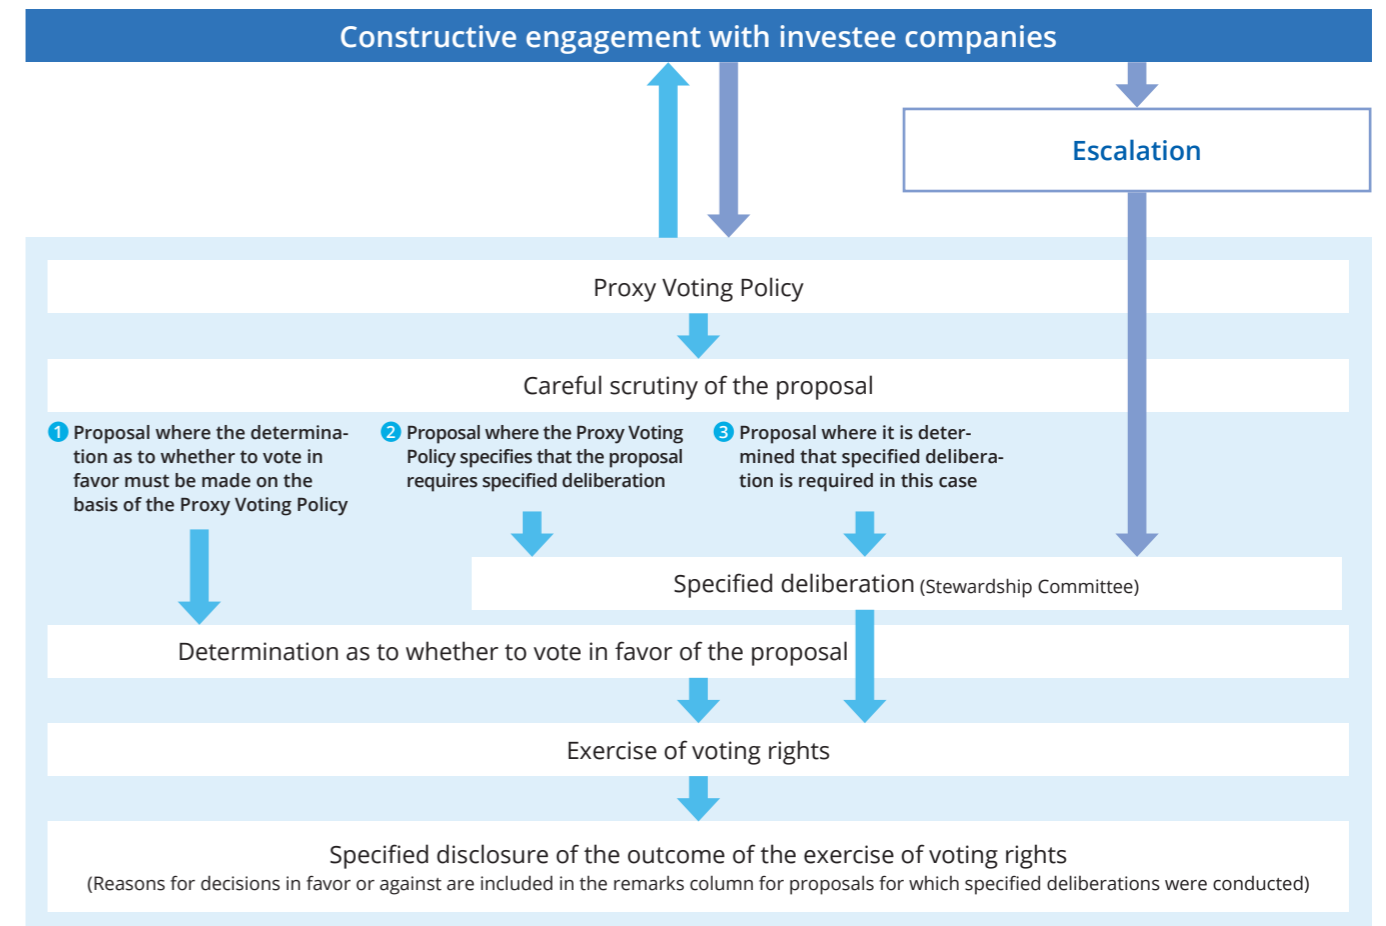 Constructive engagement with investee companies
Escalation
Proxy Voting Policy
Careful scrutiny of the proposal
1 Proposal where the determina-
tion as to whether to vote in
favor must be made on the
basis of the Proxy Voting Policy
2 Proposal where the Proxy Voting
Policy specifies that the proposal
requires specified deliberation
3 Proposal where it is deter-
mined that specified delibera-
tion is required in this case
Specified deliberation (Stewardship Committee)
Determination as to whether to vote in favor of the proposal
Exercise of voting rights
Specified disclosure of the outcome of the exercise of voting rights
(Reasons for decisions in favor or against are included in the remarks column for proposals for which specified deliberations were conducted)